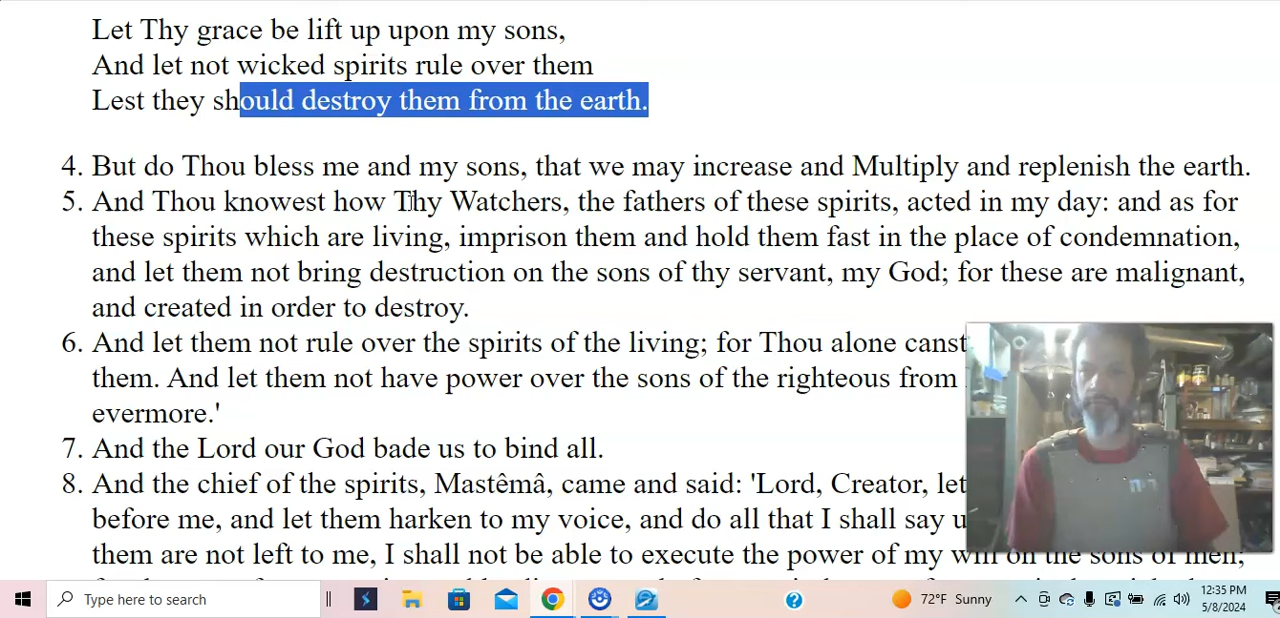 Let Thy grace be lift up upon my sons,
And let not wicked spirits rule over them
Lest they should destroy them from the earth.
4. But do Thou bless me and my sons, that we may increase and Multiply and replenish the earth.
5. And Thou knowest how Thy Watchers, the fathers of these spirits, acted in my day: and as for
these spirits which are living, imprison them and hold them fast in the place of condemnation,
and let them not bring destruction on the sons of thy servant, my God; for these are malignant,
and created in order to destroy.
6. And let them not rule over the spirits of the living; for Thou alone canst
them. And let them not have power over the sons of the righteous from
evermore.'
7. And the Lord our God bade us to bind all.
8. And the chief of the spirits, Mastêmâ, came and said: 'Lord, Creator, let
before me, and let them harken to my voice, and do all that I shall say
them are not left to me, I shall not be able to execute the power of my will on the sons of men;
Type here to search
72°F Sunny
12:35 PM
5/8/2024